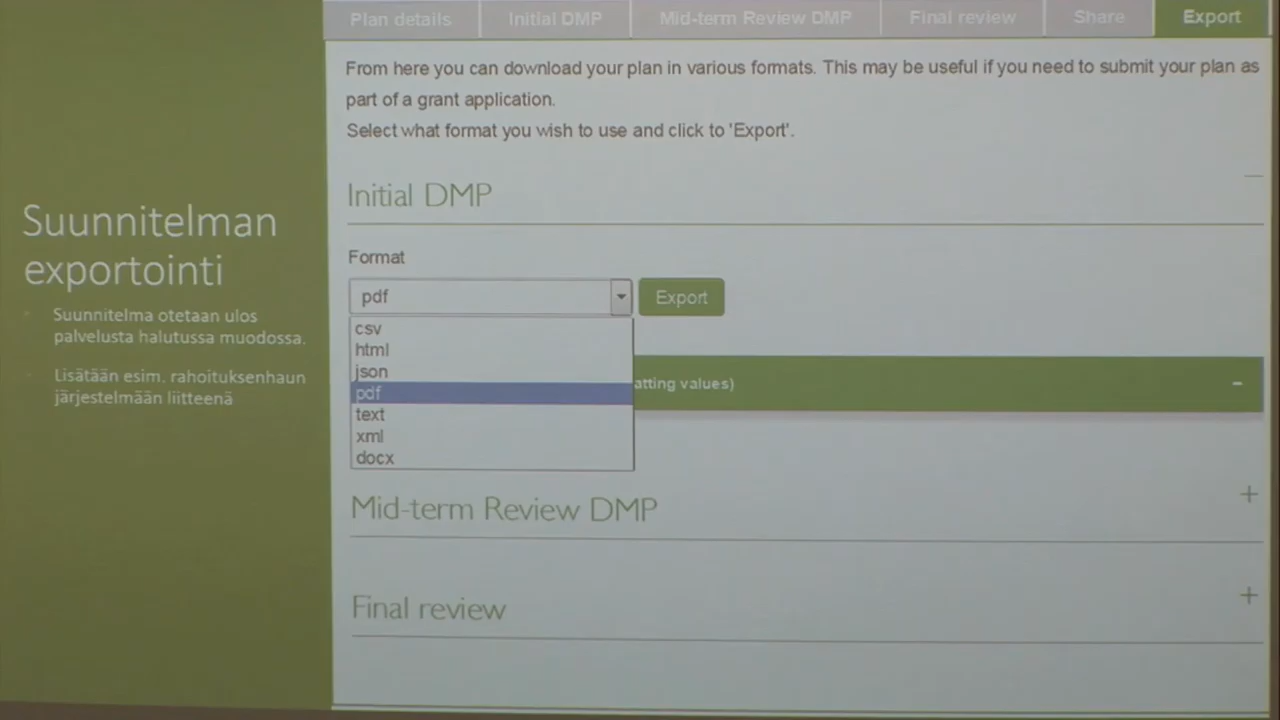 Plan details
Initial DMP
Mid-term Review DMP
Final review
Share
Export
From here you can download your plan in various formats. This may be useful if you need to submit your plan as
part of a grant application.
Select what format you wish to use and click to 'Export'.
Suunnitelman
exportointi
Suunnitelma otetaan ulos
palvelusta halutussa muodossa.
Lisätään esim. rahoituksenhaun
järjestelmään liitteenä
Initial DMP
Format
pdf
Export
csv
html
json
pdf
text
xml
docx
atting values)
Mid-term Review DMP
Final review